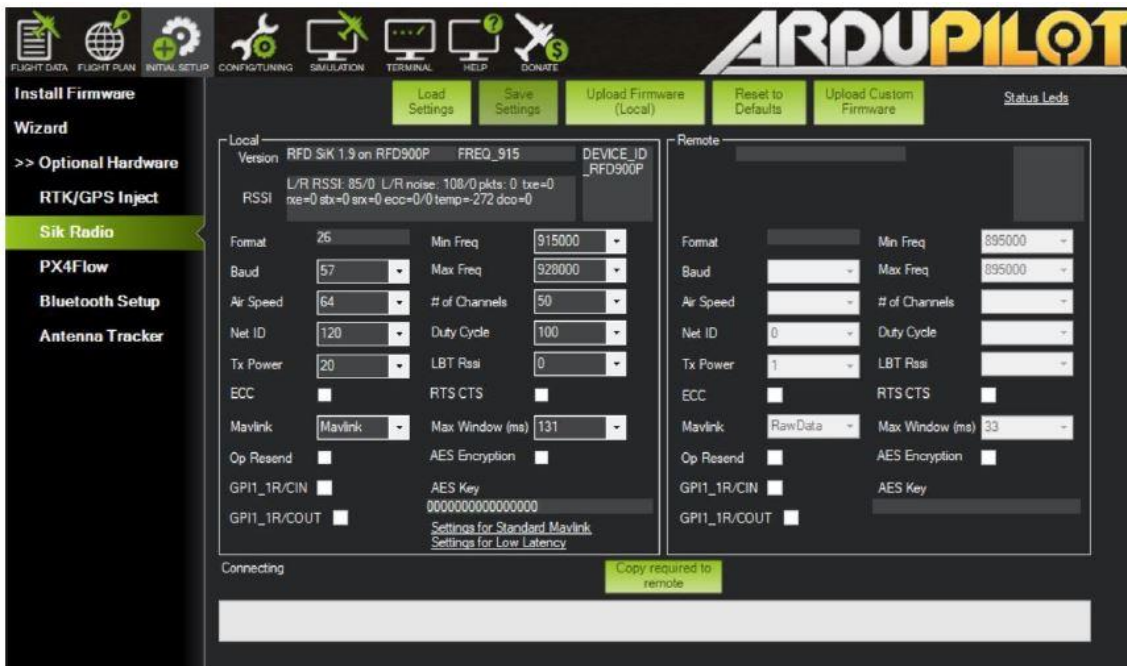 ARDUPILOT
FLIGHT DATA FLIGHT PLAN INITIAL SETUP CONFIG/TUNING SIMULATION TERMINAL HELP DONATE
Install Firmware
Wizard
>> Optional Hardware
RTK/GPS Inject
Sik Radio
PX4Flow
Bluetooth Setup
Antenna Tracker
Load Settings
Save Settings
Upload Firmware (Local)
Reset to Defaults
Upload Custom Firmware
Status Leds
Local
Version RFD SiK 1.9 on RFD900P FREQ_915 DEVICE_ID_RFD900P
RSSI L/R RSSI: 85/0 L/R noise: 108/0 pkts: 0 txe=0
rxe=0 stx=0 srx=0 ecc=0/0 temp=-272 dco=0
Format 26 Min Freq 915000
Baud 57 Max Freq 928000
Air Speed 64 # of Channels 50
Net ID 120 Duty Cycle 100
Tx Power 20 LBT Rssi 0
ECC RTS CTS
Mavlink Mavlink Max Window (ms) 131
Op Resend AES Encryption
GPI1_1R/CIN AES Key
0000000000000000
GPI1_1R/COUT
Settings for Standard Mavlink
Settings for Low Latency
Remote
Format Min Freq 895000
Baud Max Freq 895000
Air Speed # of Channels
Net ID 0 Duty Cycle
Tx Power 1 LBT Rssi
ECC RTS CTS
Mavlink RawData Max Window (ms) 33
Op Resend AES Encryption
GPI1_1R/CIN AES Key
GPI1_1R/COUT
Connecting
Copy required to remote